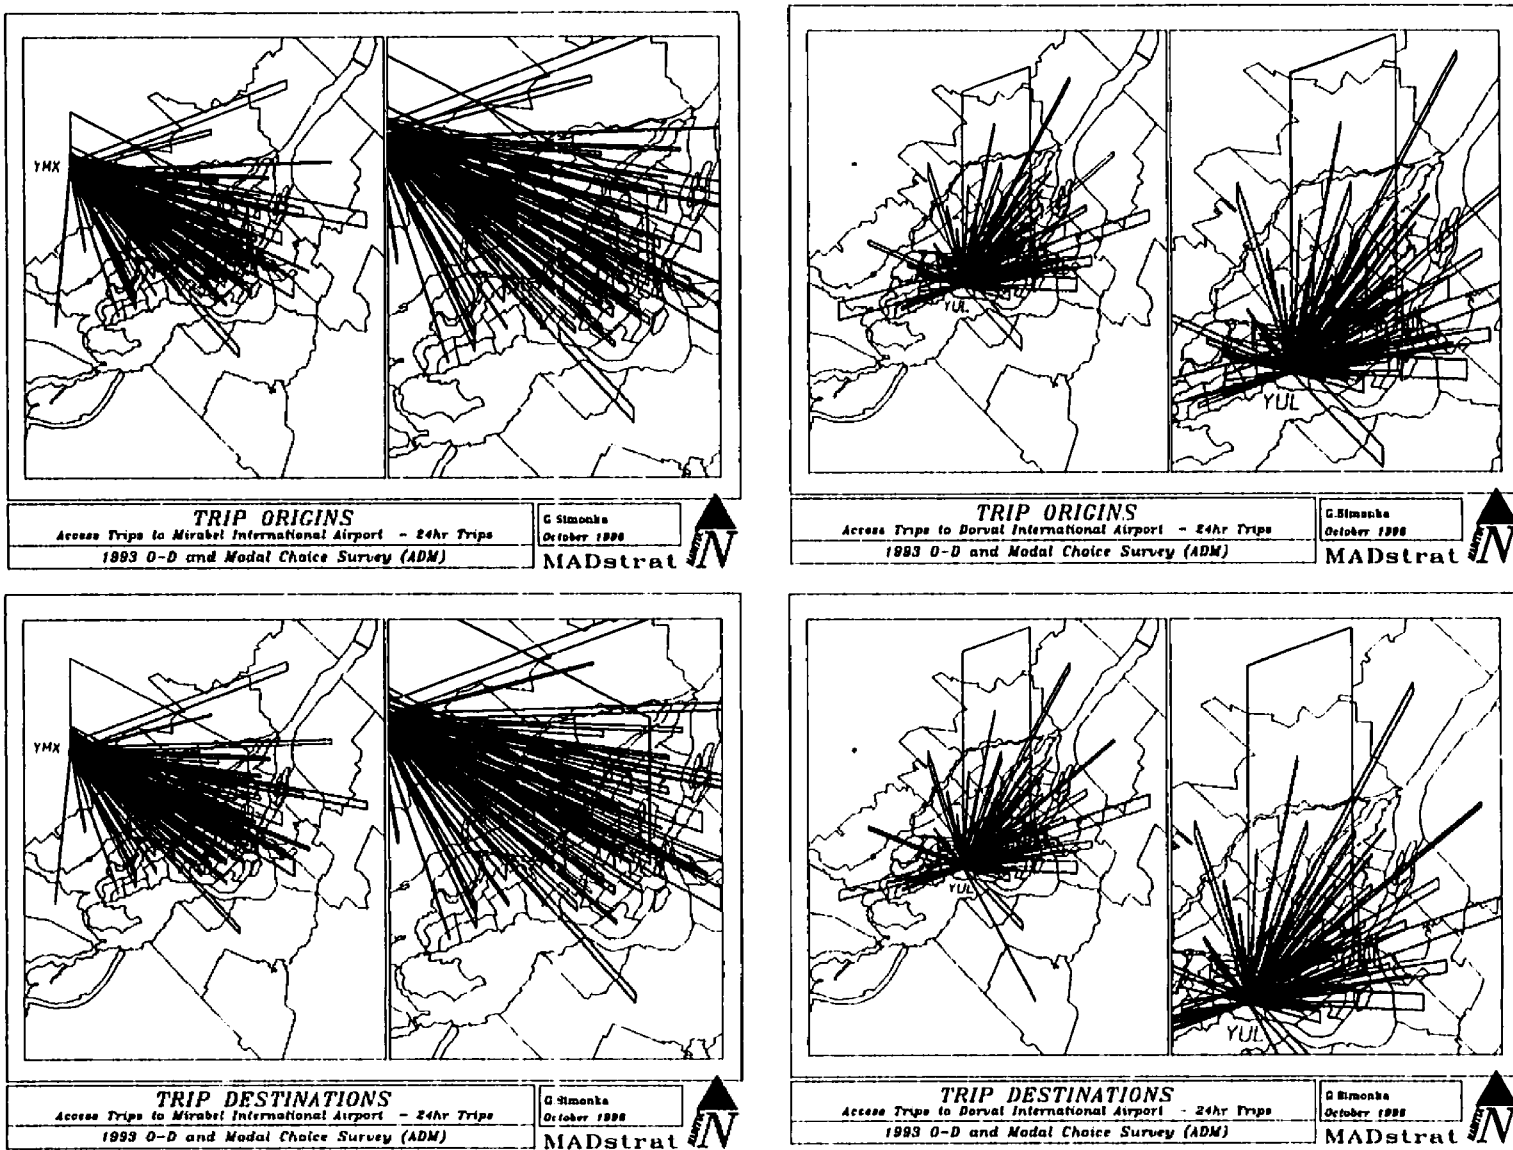 YMX
TRIP ORIGINS
Access Trips to Mirabel International Airport - 24hr Trips
1993 O-D and Modal Choice Survey (ADM)
G Simonka
October 1996
MADstrat
N
YUL
YUL
TRIP ORIGINS
Access Trips to Dorval International Airport - 24hr Trips
1993 O-D and Modal Choice Survey (ADM)
G.Simonka
October 1996
MADstrat
N
YMX
TRIP DESTINATIONS
Access Trips to Mirabel International Airport - 24hr Trips
1993 O-D and Modal Choice Survey (ADM)
G Simonka
October 1996
MADstrat
N
YUL
YUL
TRIP DESTINATIONS
Access Trips to Dorval International Airport - 24hr Trips
1993 O-D and Modal Choice Survey (ADM)
G Simonka
October 1996
MADstrat
N